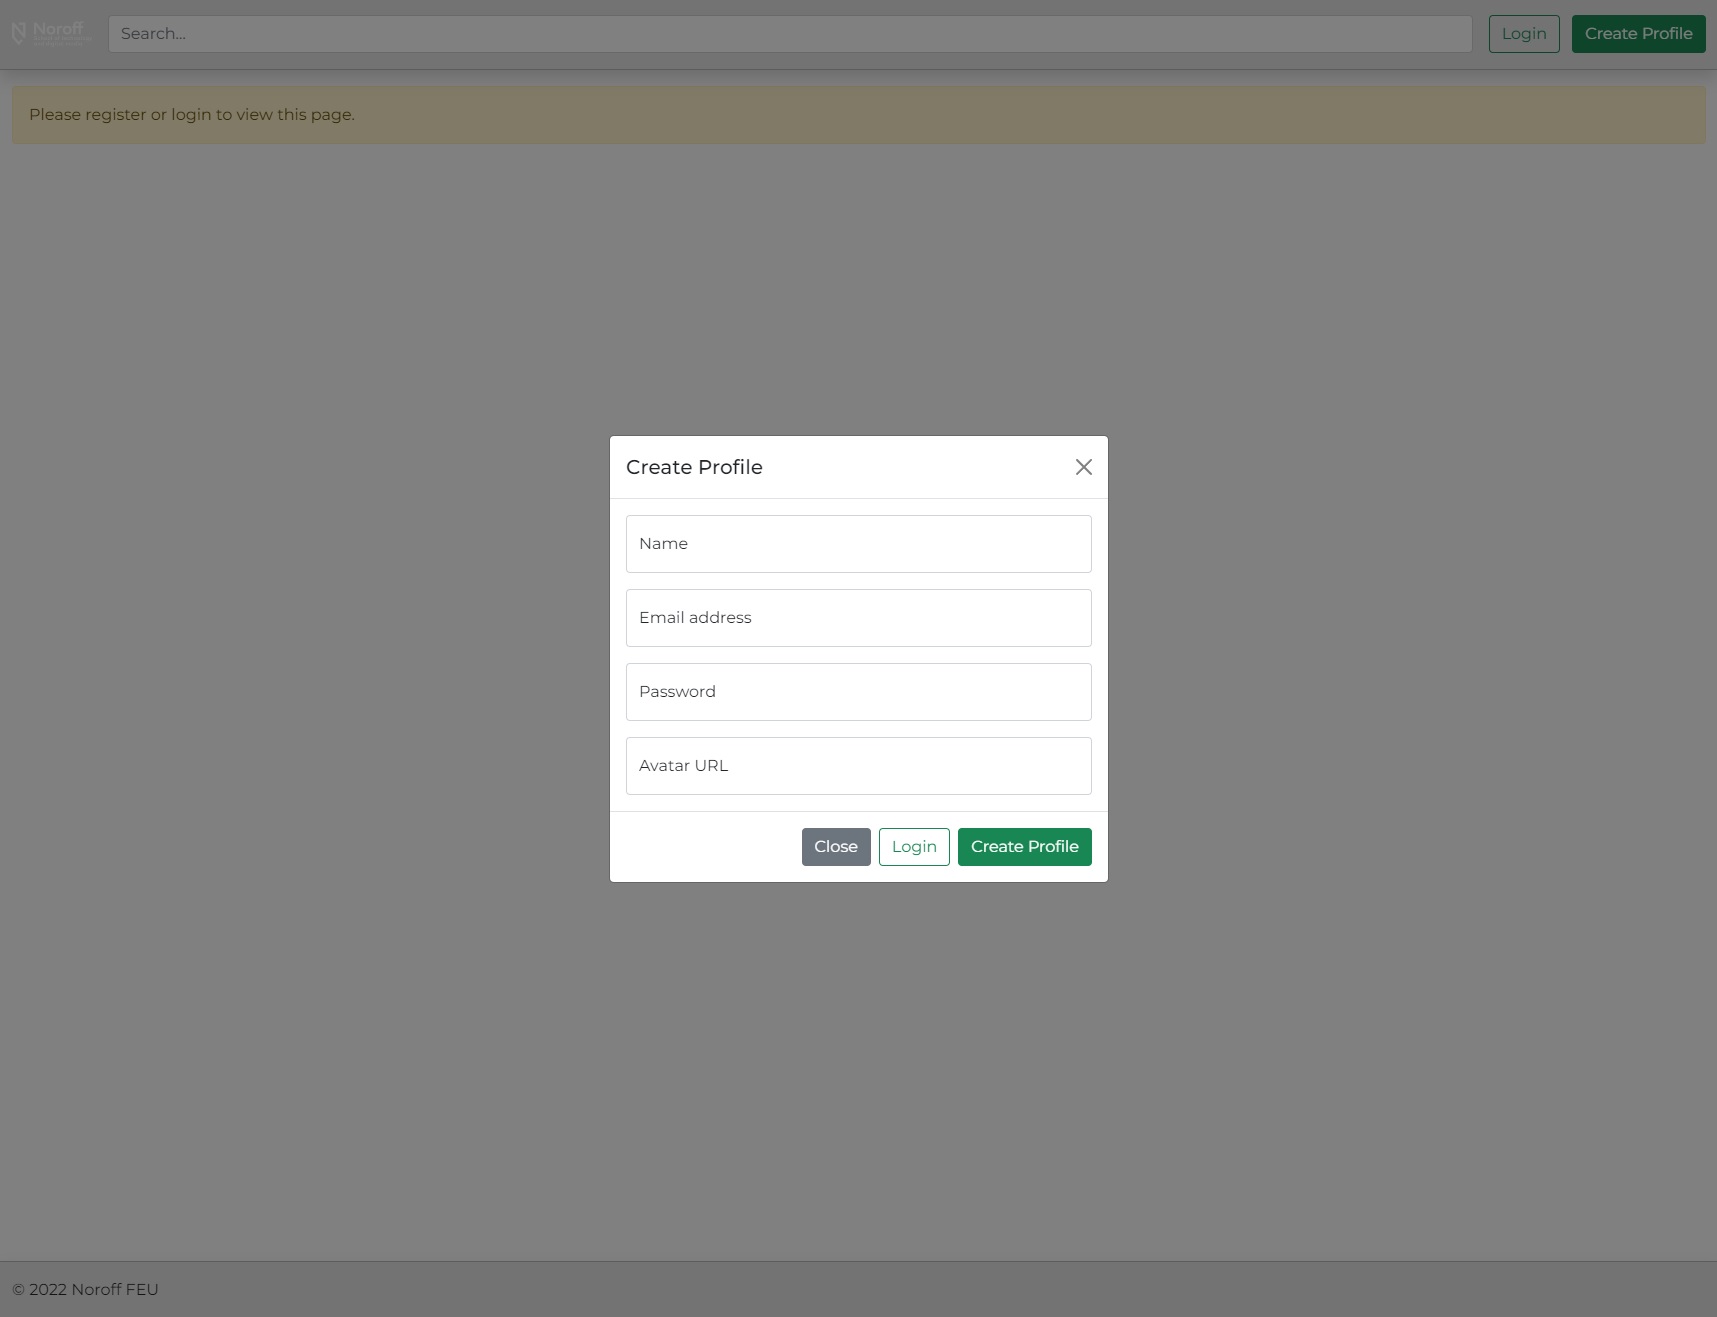 Noroff
Search...
Login
Create Profile
Please register or login to view this page.
Create Profile
Name
Email address
Password
Avatar URL
Close
Login
Create Profile
© 2022 Noroff FEU